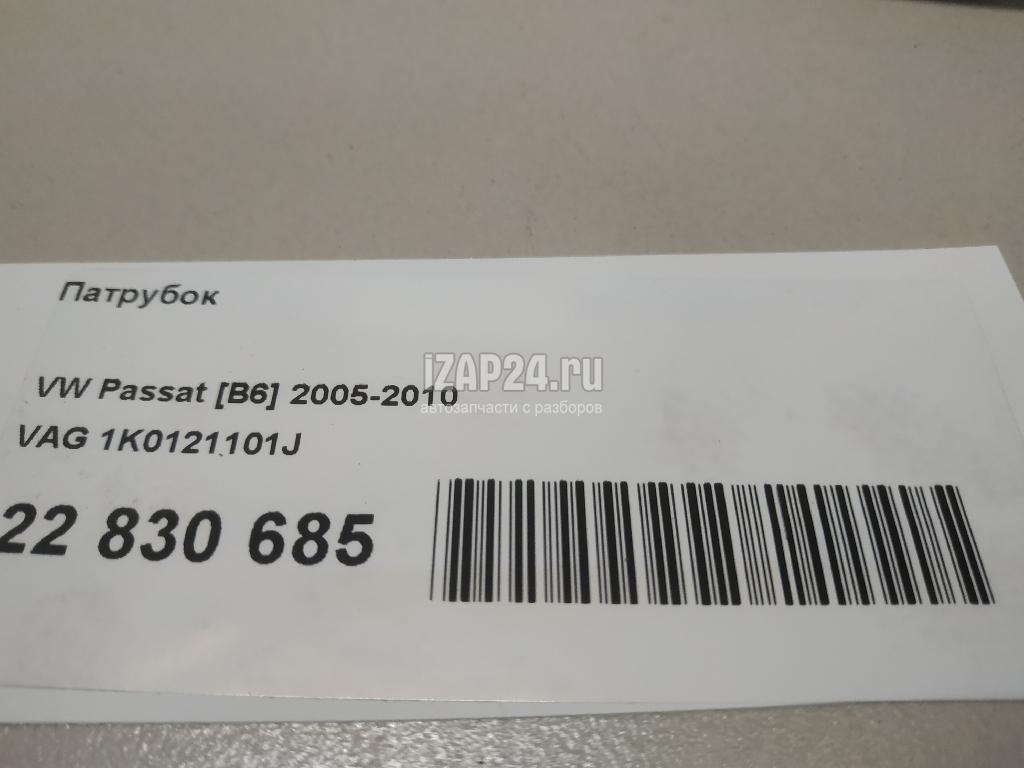 Патрубок
iZAP24.ru
автозапчасти с разборов
VW Passat [B6] 2005-2010
VAG 1K0121101J
22 830 685